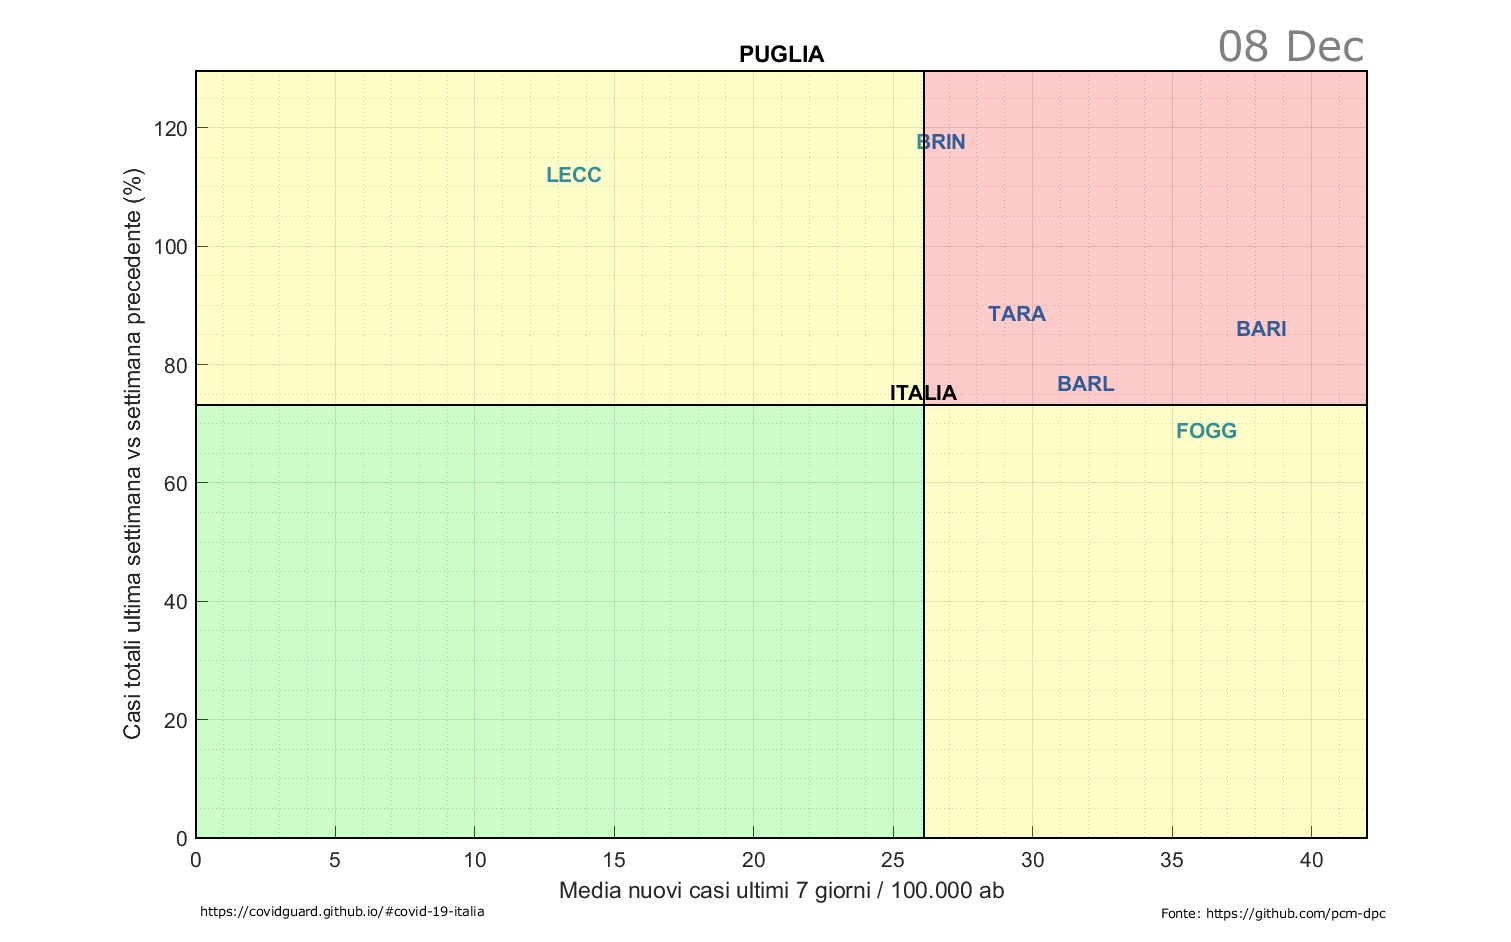 08 Dec
PUGLIA
Casi totali ultima settimana vs settimana precedente (%)
120
100
80
60
40
20
0
BRIN
LECC
TARA
BARI
BARL
ITALIA
FOGG
0 5 10 15 20 25 30 35 40
Media nuovi casi ultimi 7 giorni / 100.000 ab
https://covidguard.github.io/#covid-19-italia
Fonte: https://github.com/pcm-dpc